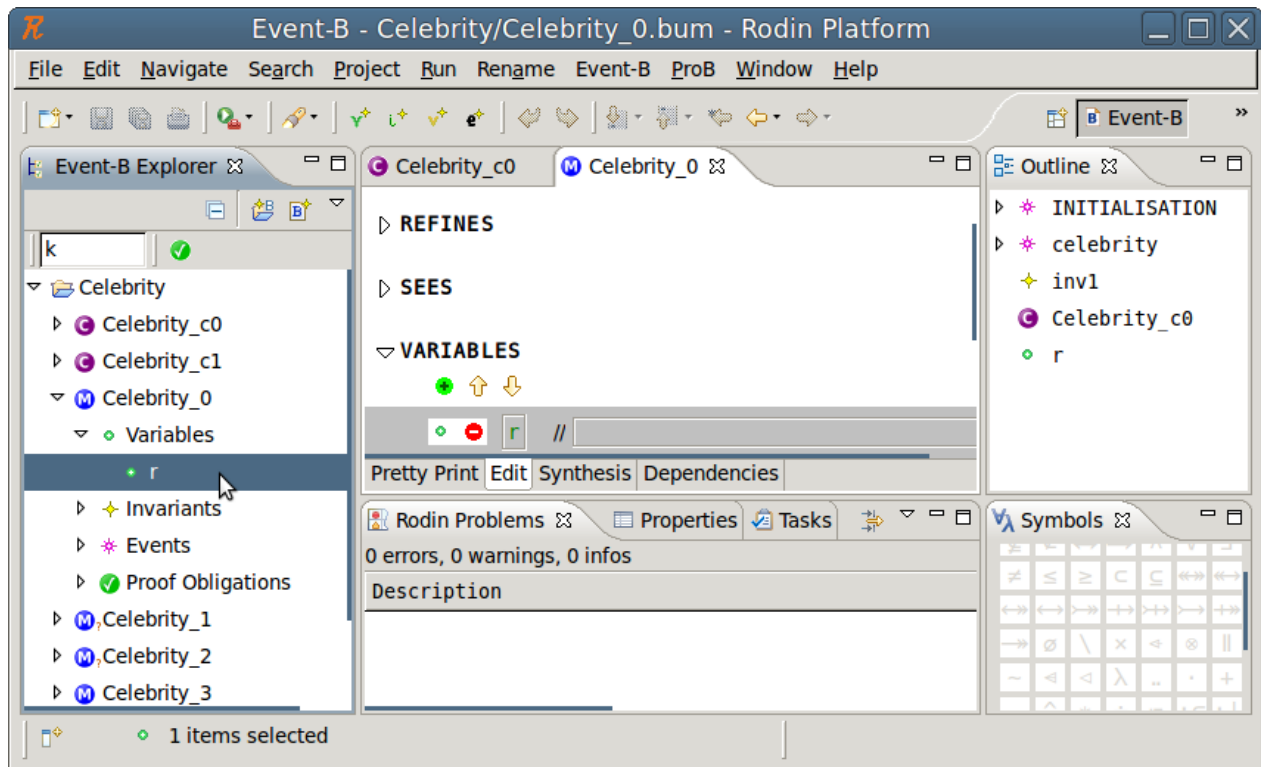 Event-B - Celebrity/Celebrity_0.bum - Rodin Platform
File Edit Navigate Search Project Run Rename Event-B ProB Window Help
Event-B »
Event-B Explorer
k
Celebrity
Celebrity_c0
Celebrity_c1
Celebrity_0
Variables
r
Invariants
Events
Proof Obligations
Celebrity_1
Celebrity_2
Celebrity_3
Celebrity_c0 Celebrity_0
REFINES
SEES
VARIABLES
r //
Pretty Print Edit Synthesis Dependencies
Rodin Problems Properties Tasks
0 errors, 0 warnings, 0 infos
Description
Outline
INITIALISATION
celebrity
inv1
Celebrity_c0
r
Symbols
≠ ≤ ≥ ⊂ ⊆
∅ \ × ⊗ ∥
∼ ◁ λ ‥ · +
1 items selected